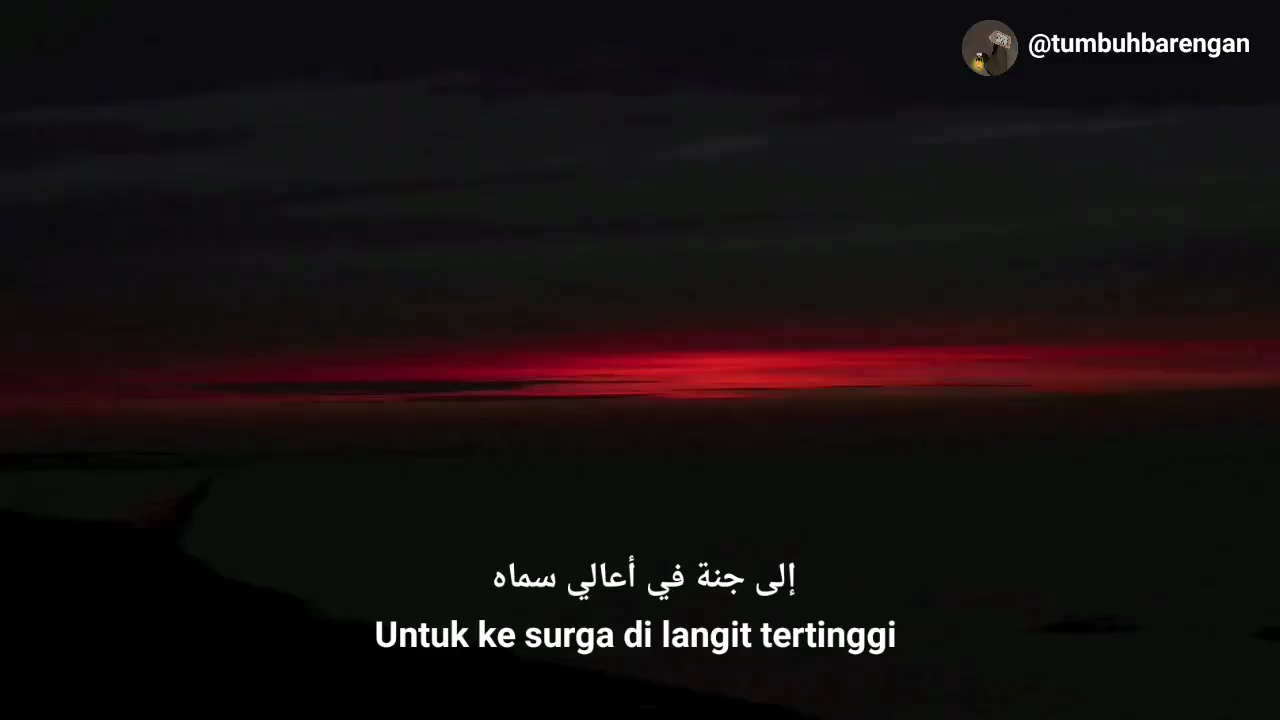 @tumbuhbarengan
إلى جنة في أعالي سماه
Untuk ke surga di langit tertinggi